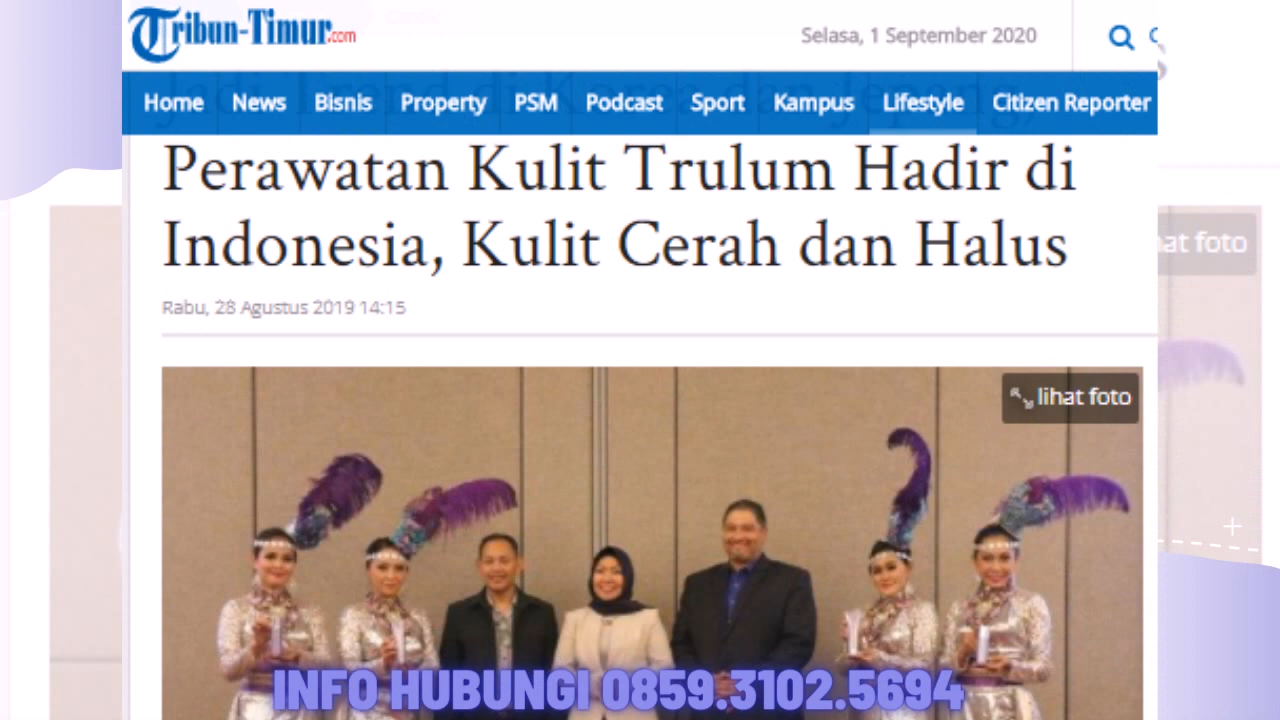 Tribun-Timur.com
Selasa, 1 September 2020
Home News Bisnis Property PSM Podcast Sport Kampus Lifestyle Citizen Reporter
Perawatan Kulit Trulum Hadir di
Indonesia, Kulit Cerah dan Halus
Rabu, 28 Agustus 2019 14:15
lihat foto
hat foto
INFO HUBUNGI 0859.3102.5694